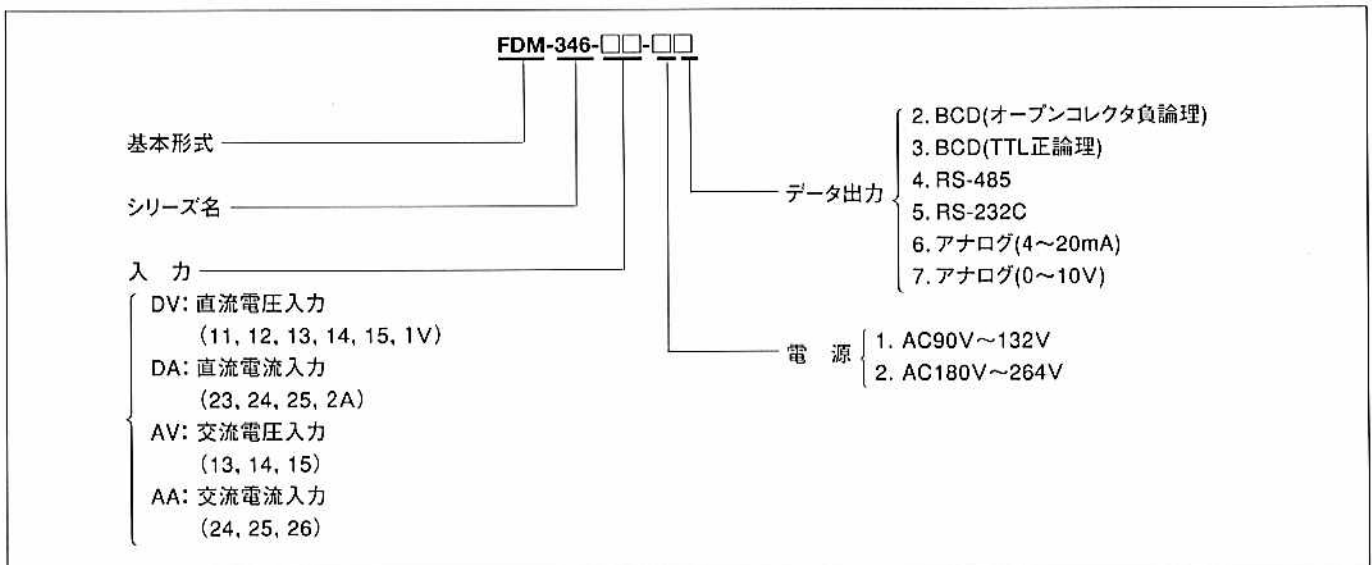 FDM-346-□□-□□
基本形式
シリーズ名
入 力
DV: 直流電圧入力
(11, 12, 13, 14, 15, 1V)
DA: 直流電流入力
(23, 24, 25, 2A)
AV: 交流電圧入力
(13, 14, 15)
AA: 交流電流入力
(24, 25, 26)
データ出力
2. BCD(オープンコレクタ負論理)
3. BCD(TTL正論理)
4. RS-485
5. RS-232C
6. アナログ(4〜20mA)
7. アナログ(0〜10V)
電 源
1. AC90V〜132V
2. AC180V〜264V